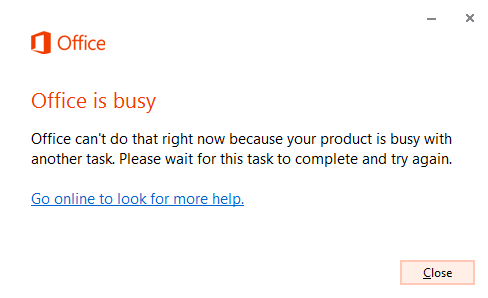 Office
Office is busy
Office can't do that right now because your product is busy with
another task. Please wait for this task to complete and try again.
Go online to look for more help.
Close